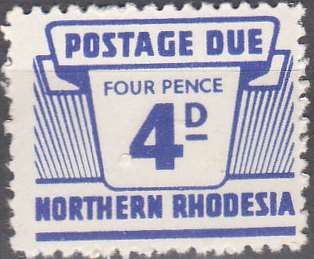 POSTAGE DUE
FOUR PENCE
4D
NORTHERN RHODESIA